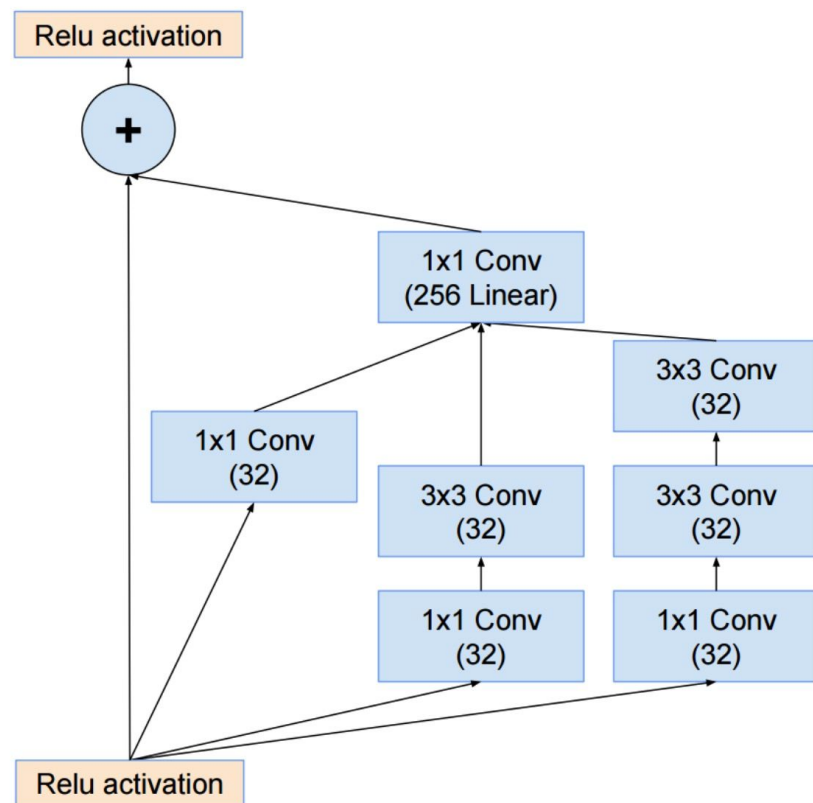 Relu activation
+
1x1 Conv
(256 Linear)
3x3 Conv
(32)
1x1 Conv
(32)
3x3 Conv
(32)
3x3 Conv
(32)
1x1 Conv
(32)
1x1 Conv
(32)
Relu activation